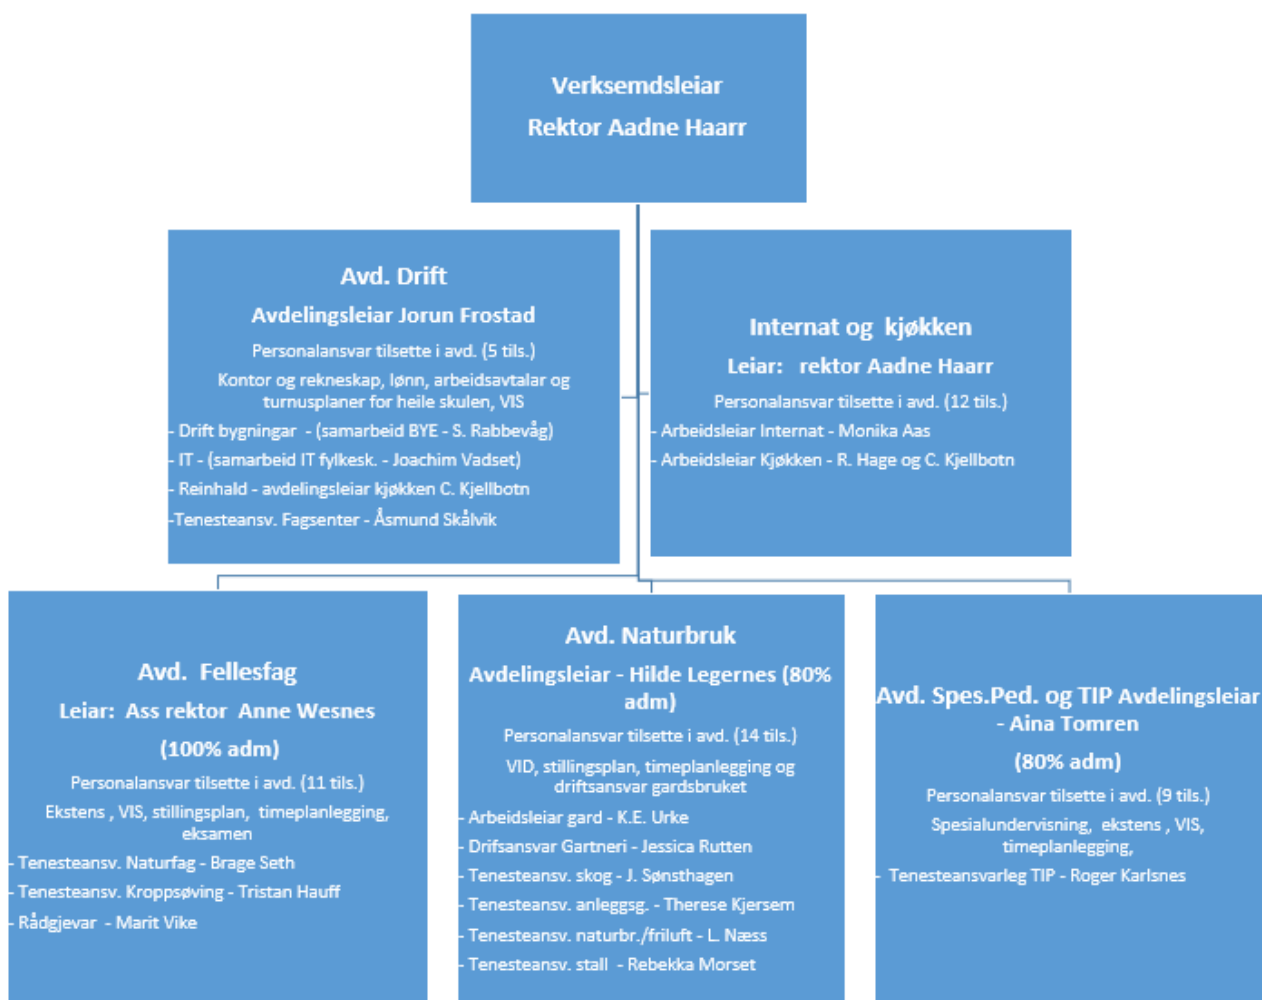 Verksemdsleiar
Rektor Aadne Haarr
Avd. Drift
Avdelingsleiar Jorun Frostad
Personalansvar tilsette i avd. (5 tils.)
Kontor og rekneskap, lønn, arbeidsavtalar og
turnusplaner for heile skulen, VIS
- Drift bygningar - (samarbeid BYE - S. Rabbevåg)
- IT - (samarbeid IT fylkesk. - Joachim Vadset)
- Reinhald - avdelingsleiar kjøkken C. Kjellbotn
-Tenesteansv. Fagsenter - Åsmund Skålvik
Internat og kjøkken
Leiar: rektor Aadne Haarr
Personalansvar tilsette i avd. (12 tils.)
- Arbeidsleiar Internat - Monika Aas
- Arbeidsleiar Kjøkken - R. Hage og C. Kjellbotn
Avd. Fellesfag
Leiar: Ass rektor Anne Wesnes
(100% adm)
Personalansvar tilsette i avd. (11 tils.)
Ekstens , VIS, stillingsplan, timeplanlegging,
eksamen
- Tenesteansv. Naturfag - Brage Seth
- Tenesteansv. Kroppsøving - Tristan Hauff
- Rådgjevar - Marit Vike
Avd. Naturbruk
Avdelingsleiar - Hilde Legernes (80%
adm)
Personalansvar tilsette i avd. (14 tils.)
VID, stillingsplan, timeplanlegging og
driftsansvar gardsbruket
- Arbeidsleiar gard - K.E. Urke
- Drifsansvar Gartneri - Jessica Rutten
- Tenesteansv. skog - J. Sønsthagen
- Tenesteansv. anleggsg. - Therese Kjersem
- Tenesteansv. naturbr./friluft - L. Næss
- Tenesteansv. stall - Rebekka Morset
Avd. Spes.Ped. og TIP Avdelingsleiar
- Aina Tomren
(80% adm)
Personalansvar tilsette i avd. (9 tils.)
Spesialundervisning, ekstens , VIS,
timeplanlegging,
- Tenesteansvarleg TIP - Roger Karlsnes